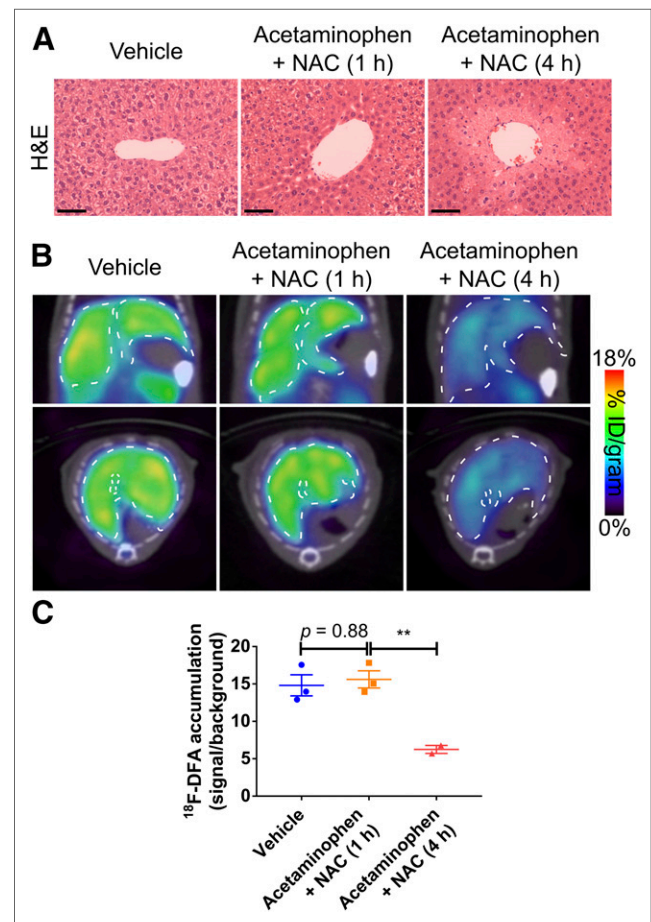 A
Vehicle
Acetaminophen
+ NAC (1 h)
Acetaminophen
+ NAC (4 h)
H&E
B
Vehicle
Acetaminophen
+ NAC (1 h)
Acetaminophen
+ NAC (4 h)
18%
% ID/gram
0%
C
p = 0.88
**
20
15
10
5
0
¹⁸F-DFA accumulation
(signal/background)
Vehicle
Acetaminophen
+ NAC (1 h)
Acetaminophen
+ NAC (4 h)